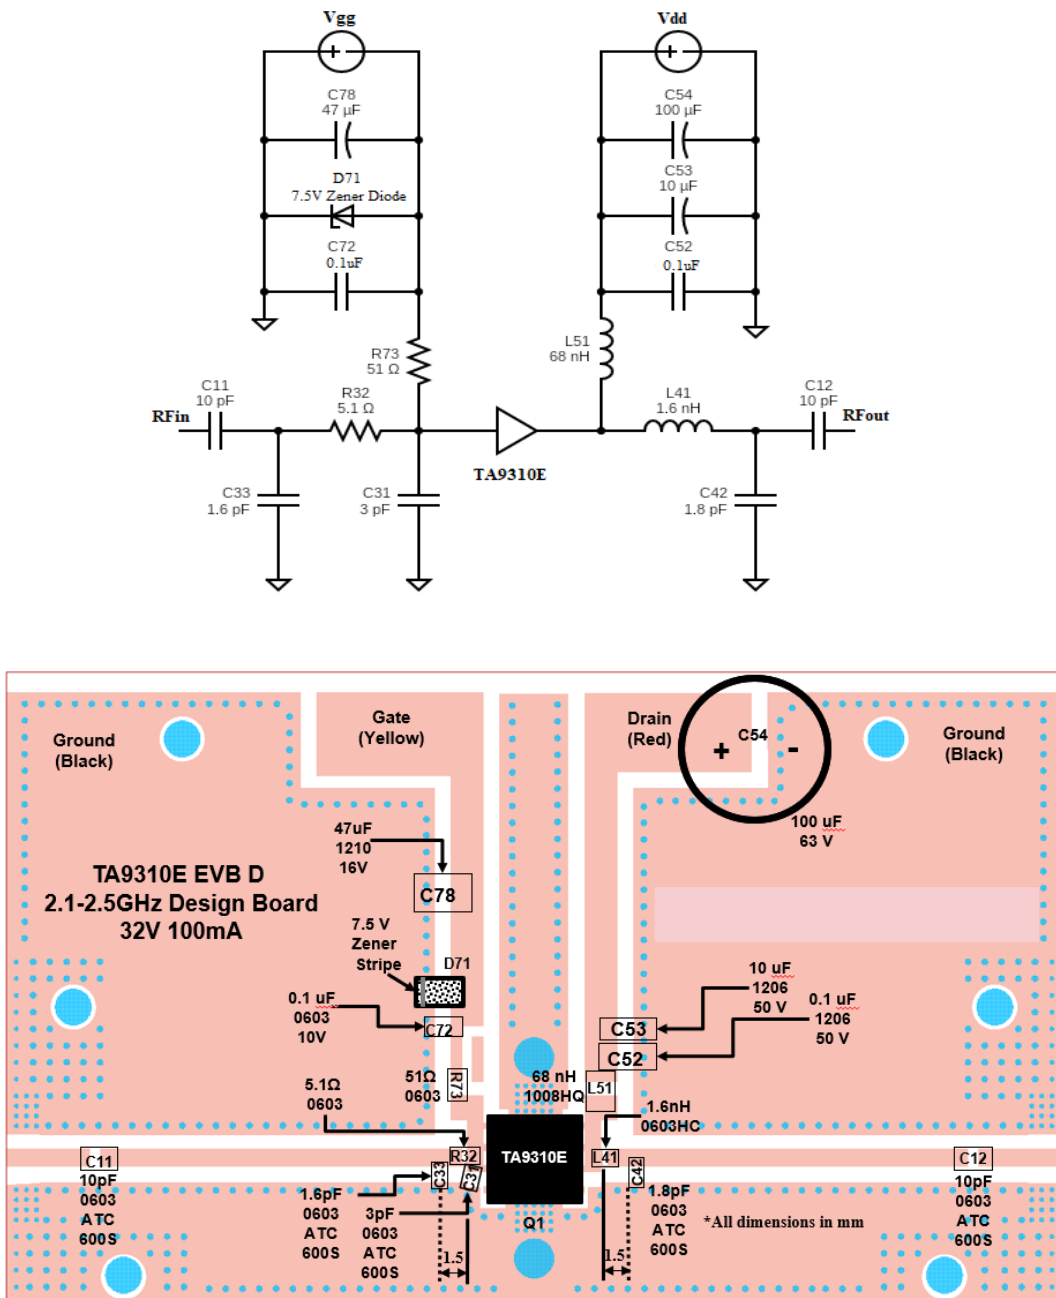 Vgg
Vdd
+
+
C78
47 µF
C54
100 µF
D71
7.5V Zener Diode
C53
10 µF
C72
0.1uF
C52
0.1uF
R73
51 Ω
L51
68 nH
C11
10 pF
RFin
R32
5.1 Ω
L41
1.6 nH
C12
10 pF
RFout
TA9310E
C33
1.6 pF
C31
3 pF
C42
1.8 pF
Ground
(Black)
Gate
(Yellow)
Drain
(Red)
C54
+ -
Ground
(Black)
100 uF
63 V
47uF
1210
16V
C78
TA9310E EVB D
2.1-2.5GHz Design Board
32V 100mA
7.5 V
Zener
Stripe
D71
0.1 uF
0603
10V
C72
10 uF
1206
50 V
0.1 uF
1206
50 V
C53
C52
5.1Ω
0603
51Ω
0603
R73
68 nH
1008HQ
L51
1.6nH
0603HC
C11
10pF
0603
ATC
600S
R32
C33
C31
TA9310E
L41
C42
C12
10pF
0603
ATC
600S
1.6pF
0603
ATC
600S
3pF
0603
ATC
600S
1.5
Q1
1.5
1.8pF
0603
ATC
600S
*All dimensions in mm